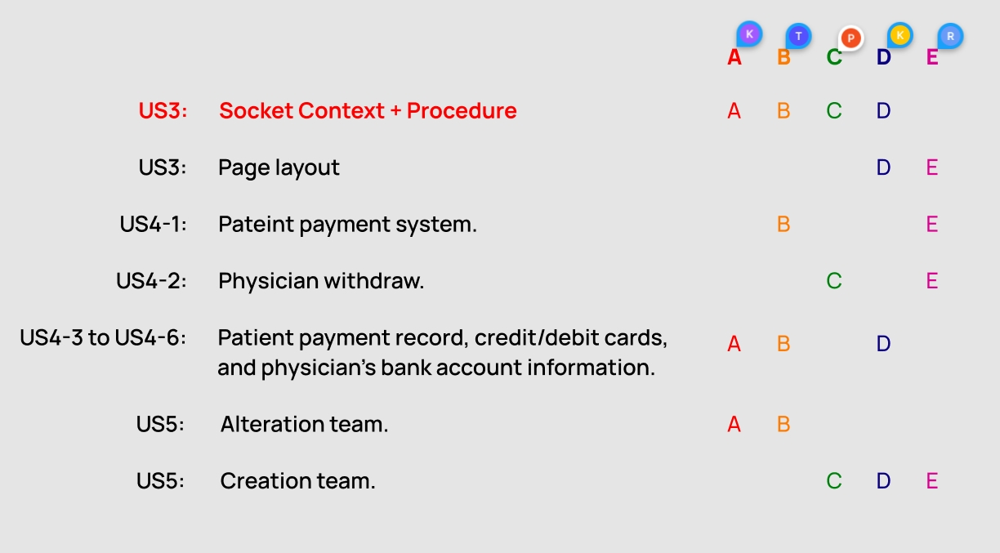 K T P K R
A B C D E
US3: Socket Context + Procedure A B C D
US3: Page layout D E
US4-1: Pateint payment system. B E
US4-2: Physician withdraw. C E
US4-3 to US4-6: Patient payment record, credit/debit cards, A B D
and physician’s bank account information.
US5: Alteration team. A B
US5: Creation team. C D E